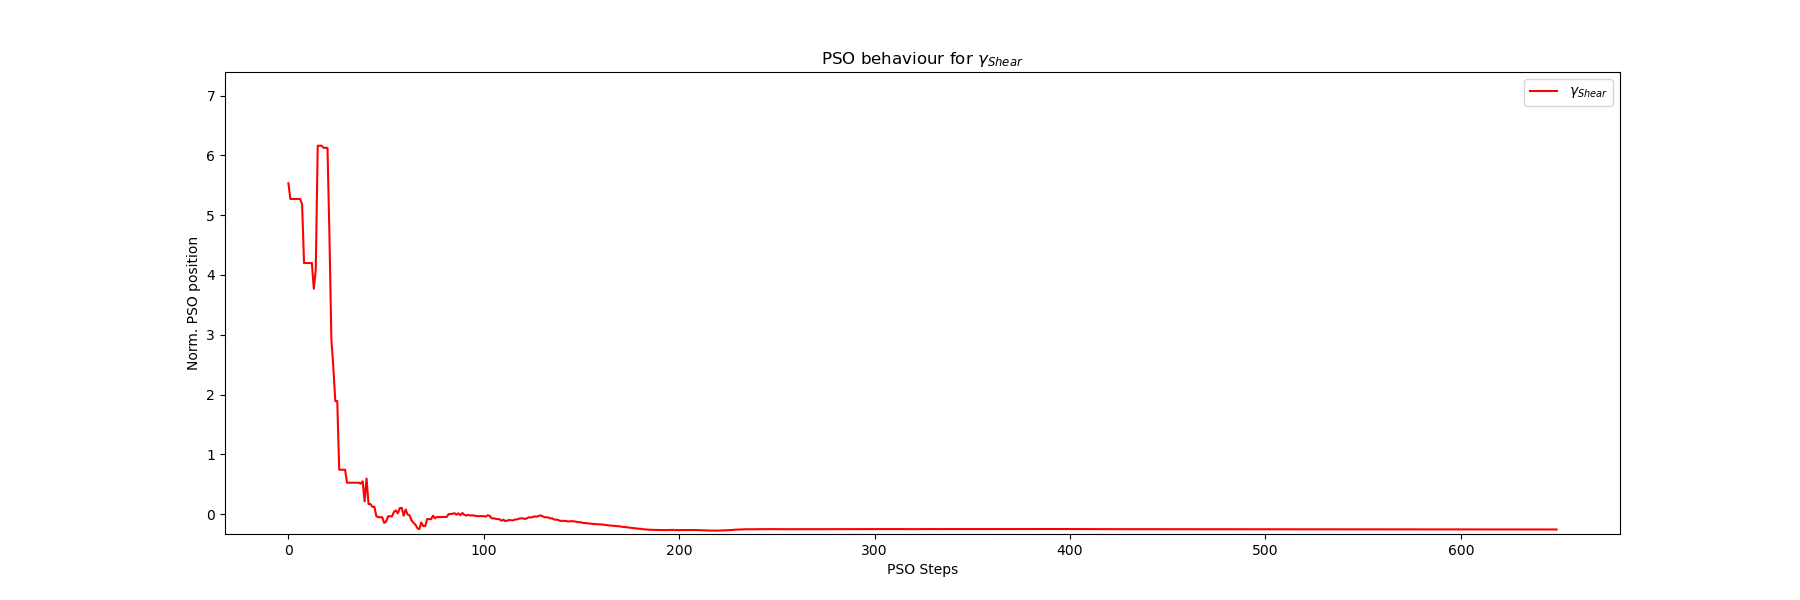 PSO behaviour for γShear
γShear
7
6
5
4
3
2
1
0
Norm. PSO position
0 100 200 300 400 500 600
PSO Steps